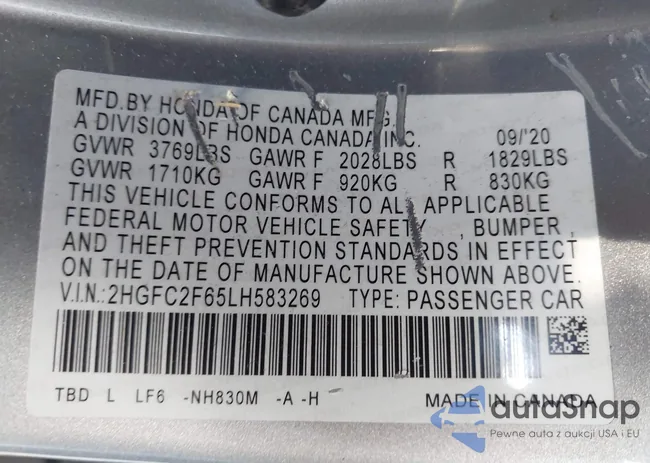 MFD.BY HONDA OF CANADA MFG.
A DIVISION OF HONDA CANADA INC. 09/'20
GVWR 3769LBS GAWR F 2028LBS R 1829LBS
GVWR 1710KG GAWR F 920KG R 830KG
THIS VEHICLE CONFORMS TO ALL APPLICABLE
FEDERAL MOTOR VEHICLE SAFETY , BUMPER ,
AND THEFT PREVENTION STANDARDS IN EFFECT
ON THE DATE OF MANUFACTURE SHOWN ABOVE.
V.I.N.: 2HGFC2F65LH583269 TYPE: PASSENGER CAR
TBD L LF6 -NH830M -A -H MADE IN CANADA
autaSnap
Pewne auta z aukcji USA i EU